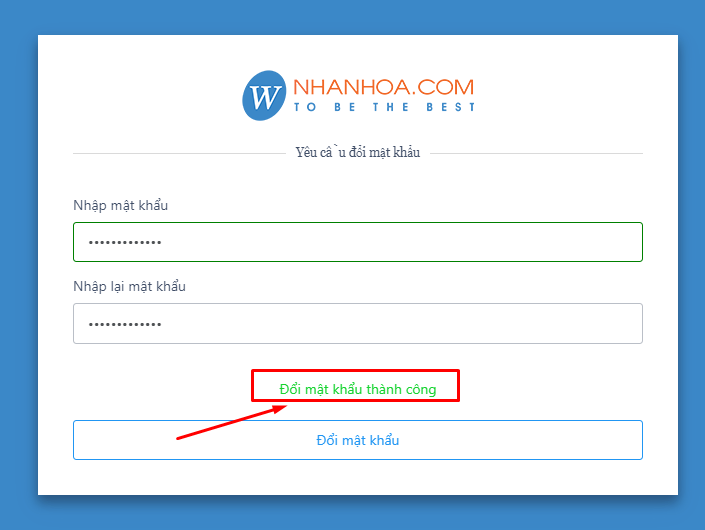 W NHANHOA.COM
TO BE THE BEST
Yêu cầu đổi mật khẩu
Nhập mật khẩu
•••••••••••••
Nhập lại mật khẩu
•••••••••••••
Đổi mật khẩu thành công
Đổi mật khẩu